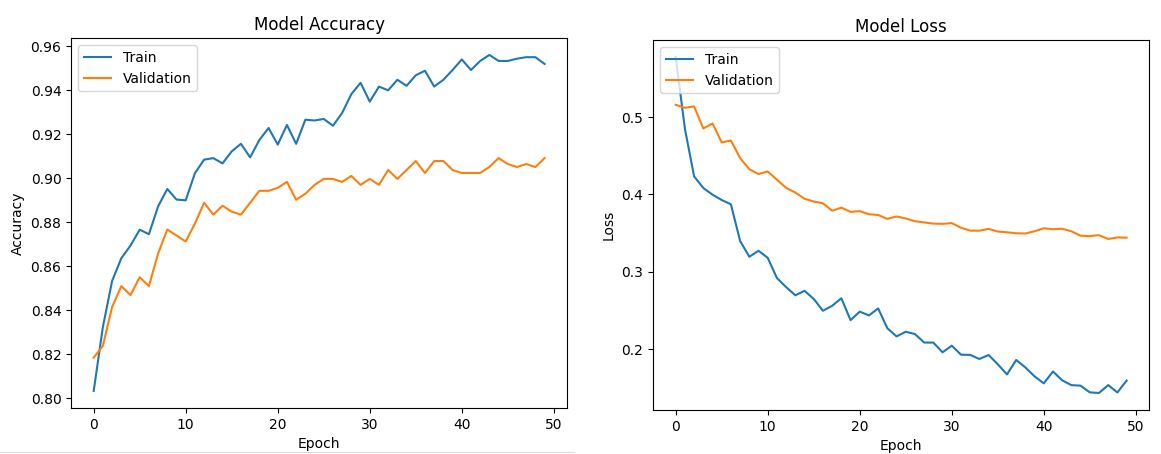 Model Accuracy
Train
Validation
0.96
0.94
0.92
0.90
0.88
0.86
0.84
0.82
0.80
Accuracy
0
10
20
30
40
50
Epoch
Model Loss
Train
Validation
0.5
0.4
0.3
0.2
Loss
0
10
20
30
40
50
Epoch